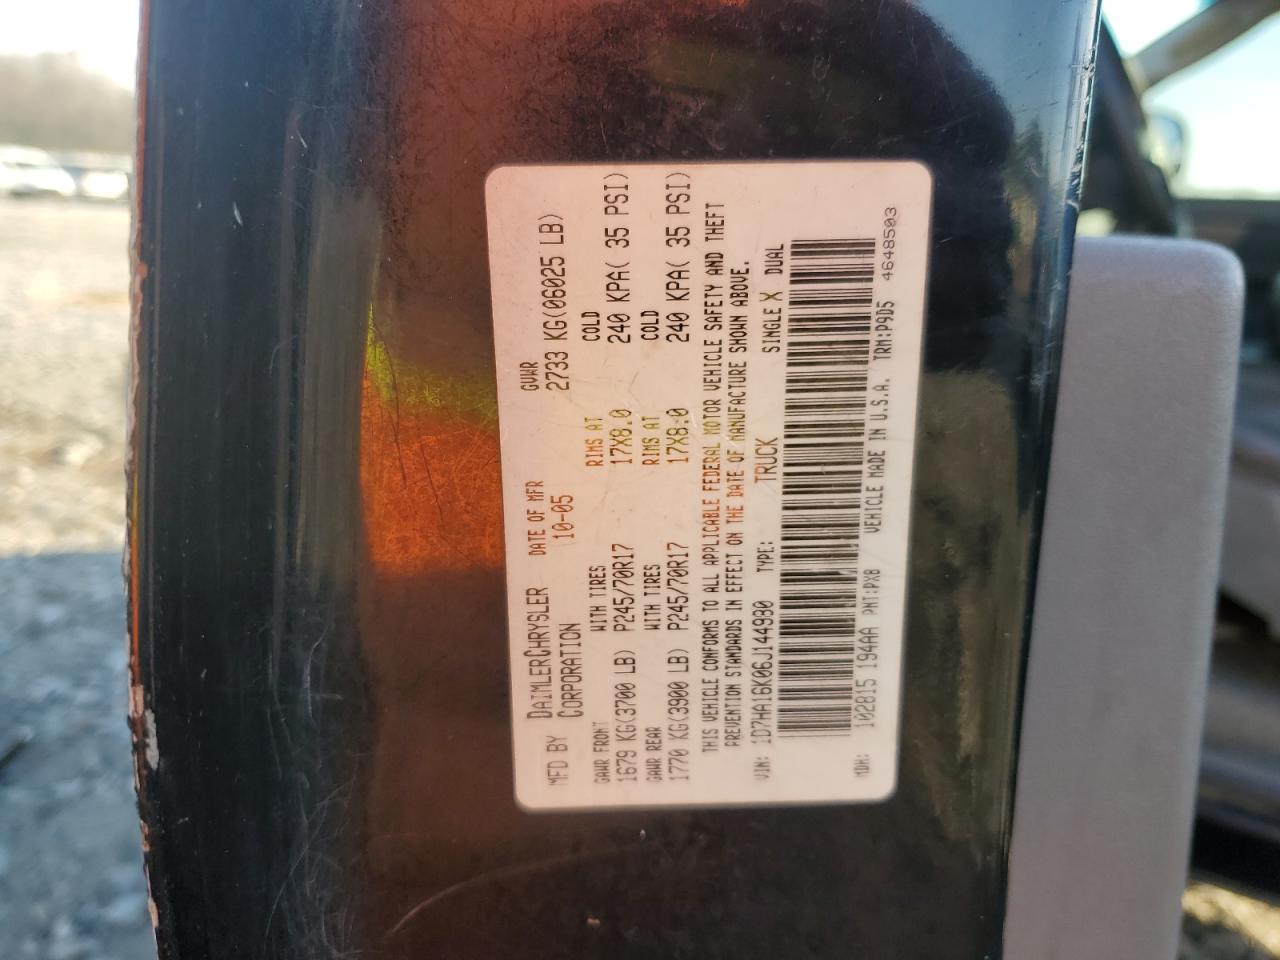 MFD BY DAIMLERCHRYSLER CORPORATION DATE OF MFR 10-05 GVWR 2733 KG(06025 LB)
GAWR FRONT WITH TIRES RIMS AT COLD
1679 KG(3700 LB) P245/70R17 17X8.0 240 KPA( 35 PSI)
GAWR REAR WITH TIRES RIMS AT COLD
1770 KG(3900 LB) P245/70R17 17X8.0 240 KPA( 35 PSI)
THIS VEHICLE CONFORMS TO ALL APPLICABLE FEDERAL MOTOR VEHICLE SAFETY AND THEFT
PREVENTION STANDARDS IN EFFECT ON THE DATE OF MANUFACTURE SHOWN ABOVE.
VIN: 1D7HA16K06J144980 TYPE: TRUCK SINGLE X DUAL
MDH: 102815 194AA PNT:PXB VEHICLE MADE IN U.S.A. TRM:P9D5 4648503